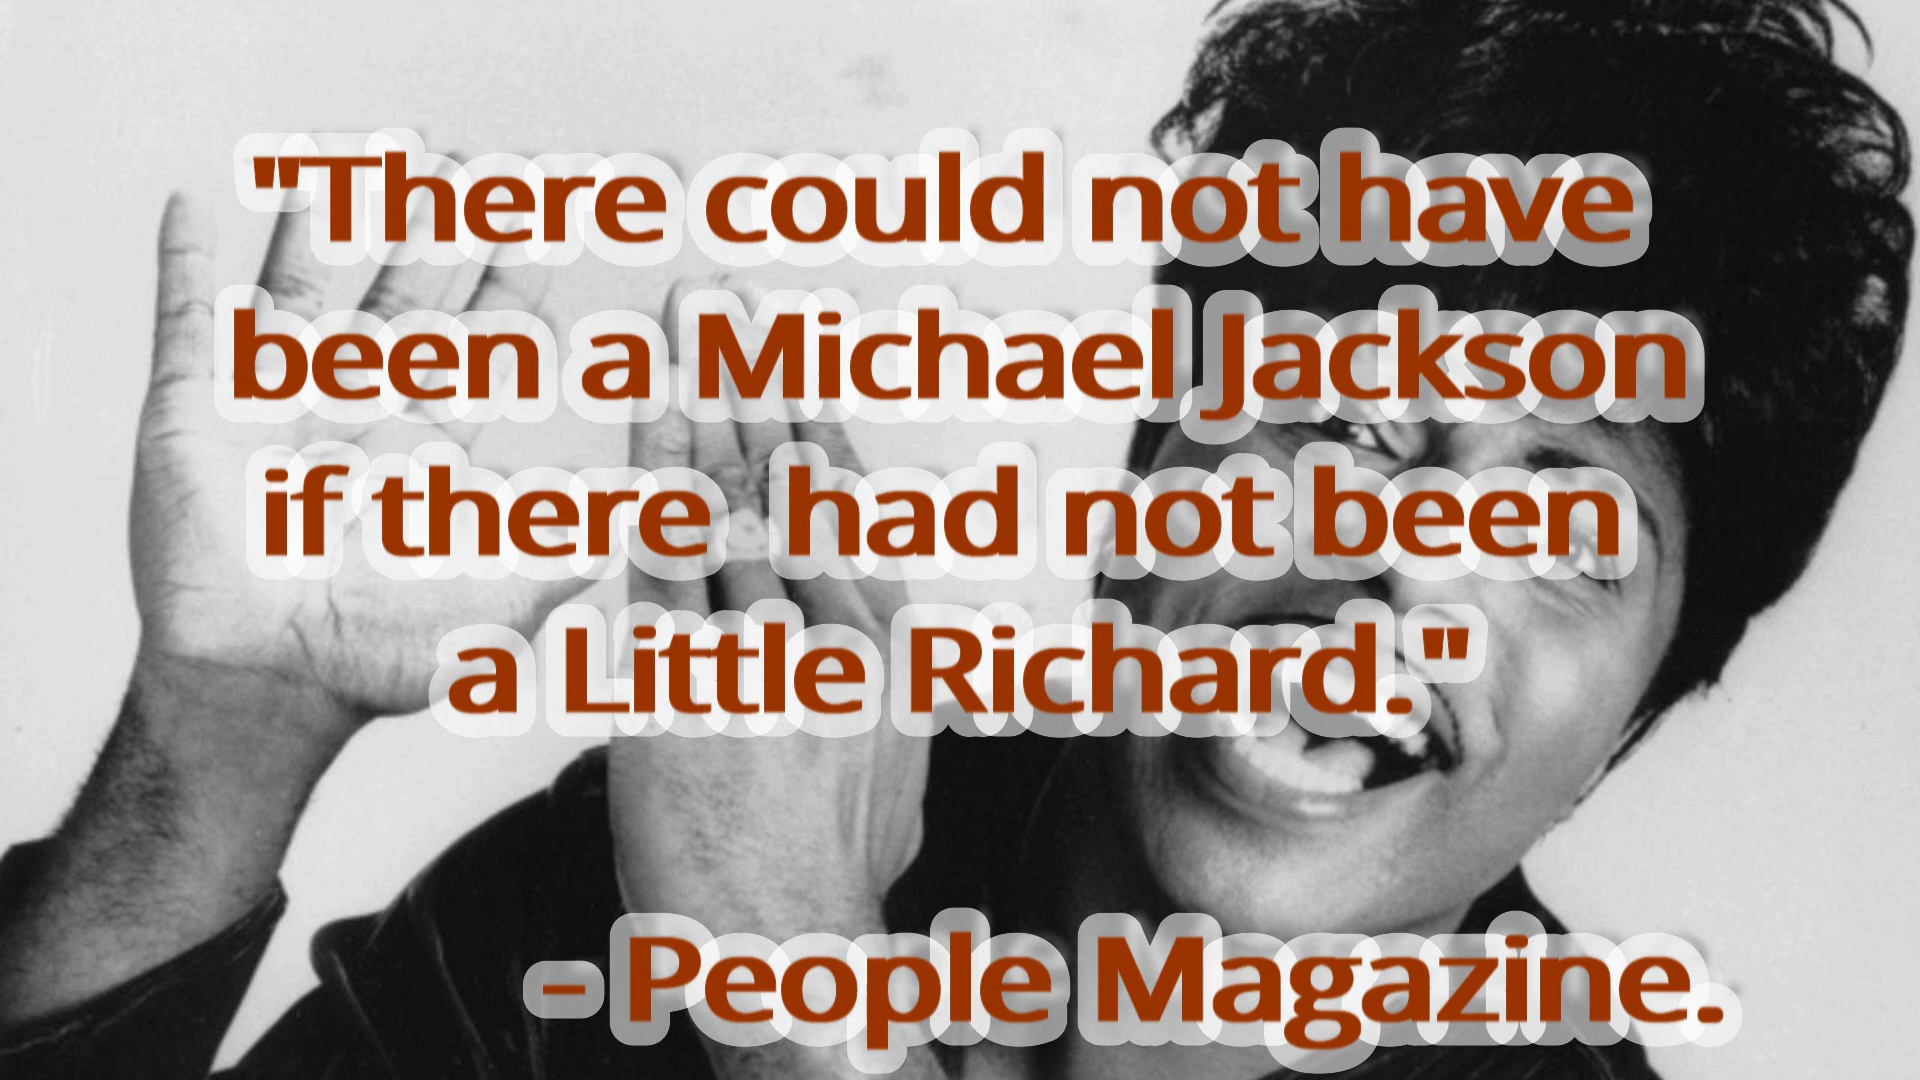 "There could not have
been a Michael Jackson
if there  had not been
a Little Richard."
- People Magazine.